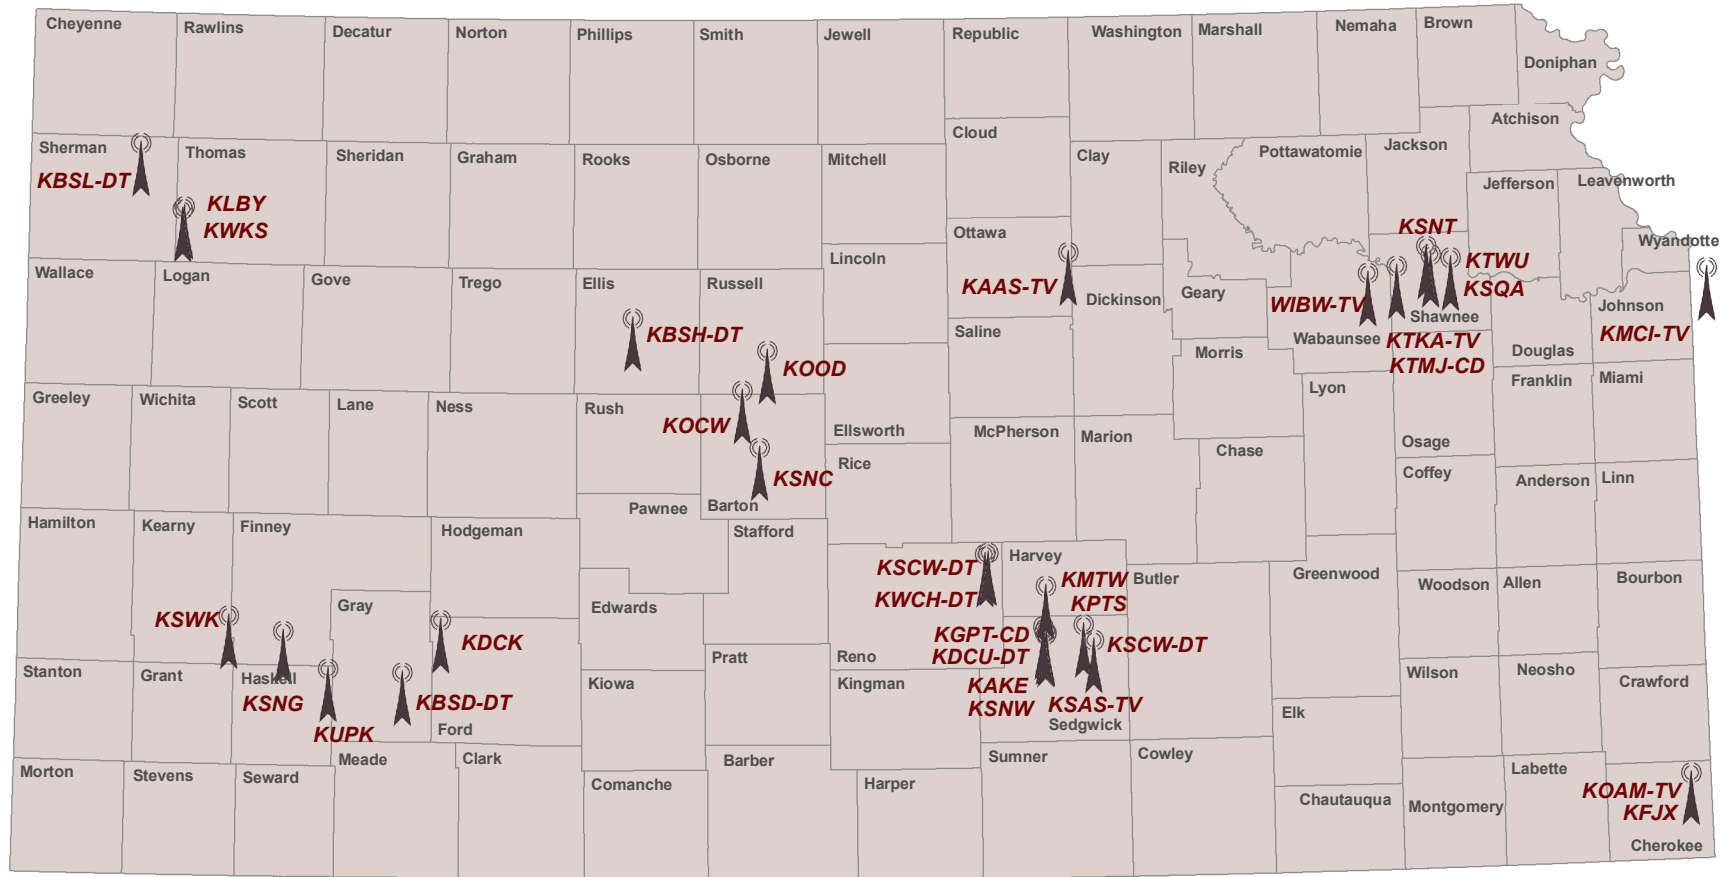 Cheyenne
Rawlins
Decatur
Norton
Phillips
Smith
Jewell
Republic
Washington
Marshall
Nemaha
Brown
Doniphan
Atchison
Cloud
Sherman
Thomas
Sheridan
Graham
Rooks
Osborne
Mitchell
Clay
Riley
Pottawatomie
Jackson
Jefferson
Leavenworth
KBSL-DT
KLBY
KWKS
Ottawa
KSNT
Wyandotte
Wallace
Logan
Gove
Trego
Ellis
Russell
Lincoln
KAAS-TV
Dickinson
Geary
WIBW-TV
KTWU
KSQA
Shawnee
Johnson
KMCI-TV
KBSH-DT
KOOD
Saline
Morris
Wabaunsee
KTKA-TV
KTMJ-CD
Douglas
Franklin
Miami
Greeley
Wichita
Scott
Lane
Ness
Rush
KOCW
Ellsworth
McPherson
Marion
Lyon
Chase
Osage
Rice
Coffey
Anderson
Linn
KSNC
Barton
Pawnee
Stafford
Hamilton
Kearny
Finney
Hodgeman
KSCW-DT
KWCH-DT
Harvey
KMTW
KPTS
Butler
Greenwood
Woodson
Allen
Bourbon
Gray
Edwards
KSWK
KDCK
KGPT-CD
KDCU-DT
KSCW-DT
Reno
Pratt
Stanton
Grant
Haskell
KSNG
KBSD-DT
Kiowa
Kingman
KAKE
KSNW
KSAS-TV
Sedgwick
Wilson
Neosho
Crawford
KUPK
Ford
Elk
Morton
Stevens
Seward
Meade
Clark
Comanche
Barber
Harper
Sumner
Cowley
Chautauqua
Montgomery
Labette
KOAM-TV
KFJX
Cherokee